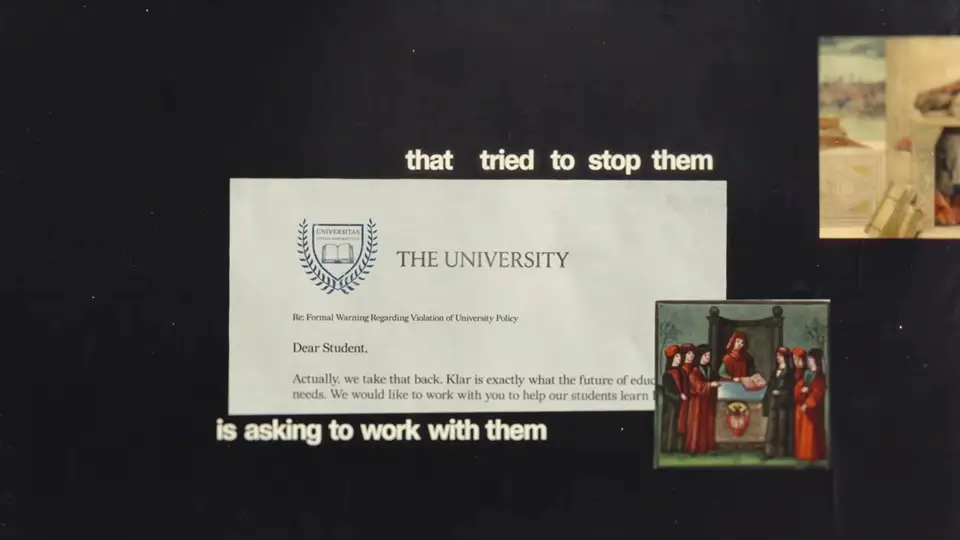 that tried to stop them
UNIVERSITAS
THE UNIVERSITY
Re: Formal Warning Regarding Violation of University Policy
Dear Student,
Actually, we take that back. Klar is exactly what the future of
needs. We would like to work with you to help our students learn
is asking to work with them